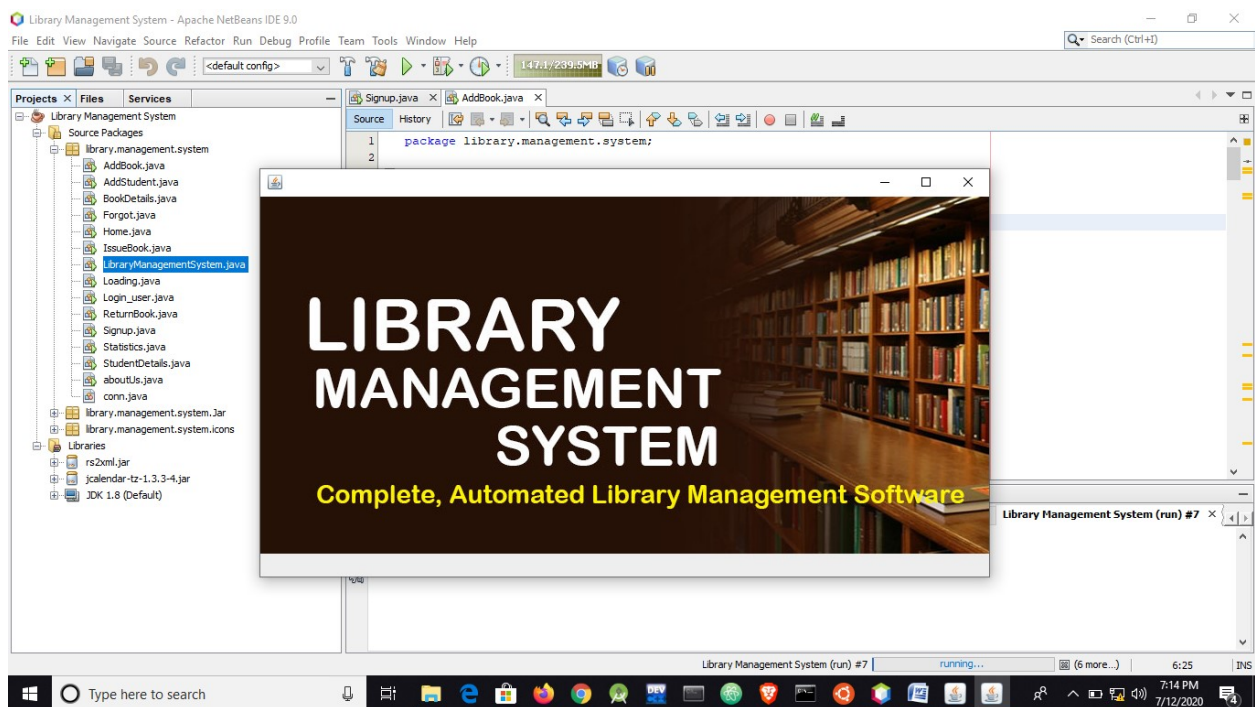 Library Management System - Apache NetBeans IDE 9.0
File Edit View Navigate Source Refactor Run Debug Profile Team Tools Window Help
Search (Ctrl+I)
<default config>
147.1/239.5MB
Projects Files Services
Signup.java AddBook.java
Library Management System
Source Packages
library.management.system
AddBook.java
AddStudent.java
BookDetails.java
Forgot.java
Home.java
IssueBook.java
LibraryManagementSystem.java
Loading.java
Login_user.java
ReturnBook.java
Signup.java
Statistics.java
StudentDetails.java
aboutUs.java
conn.java
library.management.system.Jar
library.management.system.icons
Libraries
rs2xml.jar
jcalendar-tz-1.3.3-4.jar
JDK 1.8 (Default)
Source History
1 package library.management.system;
2
LIBRARY
MANAGEMENT
SYSTEM
Complete, Automated Library Management Software
Library Management System (run) #7
Library Management System (run) #7 running... (6 more...) 6:25 INS
Type here to search
DEV
7:14 PM
7/12/2020
4